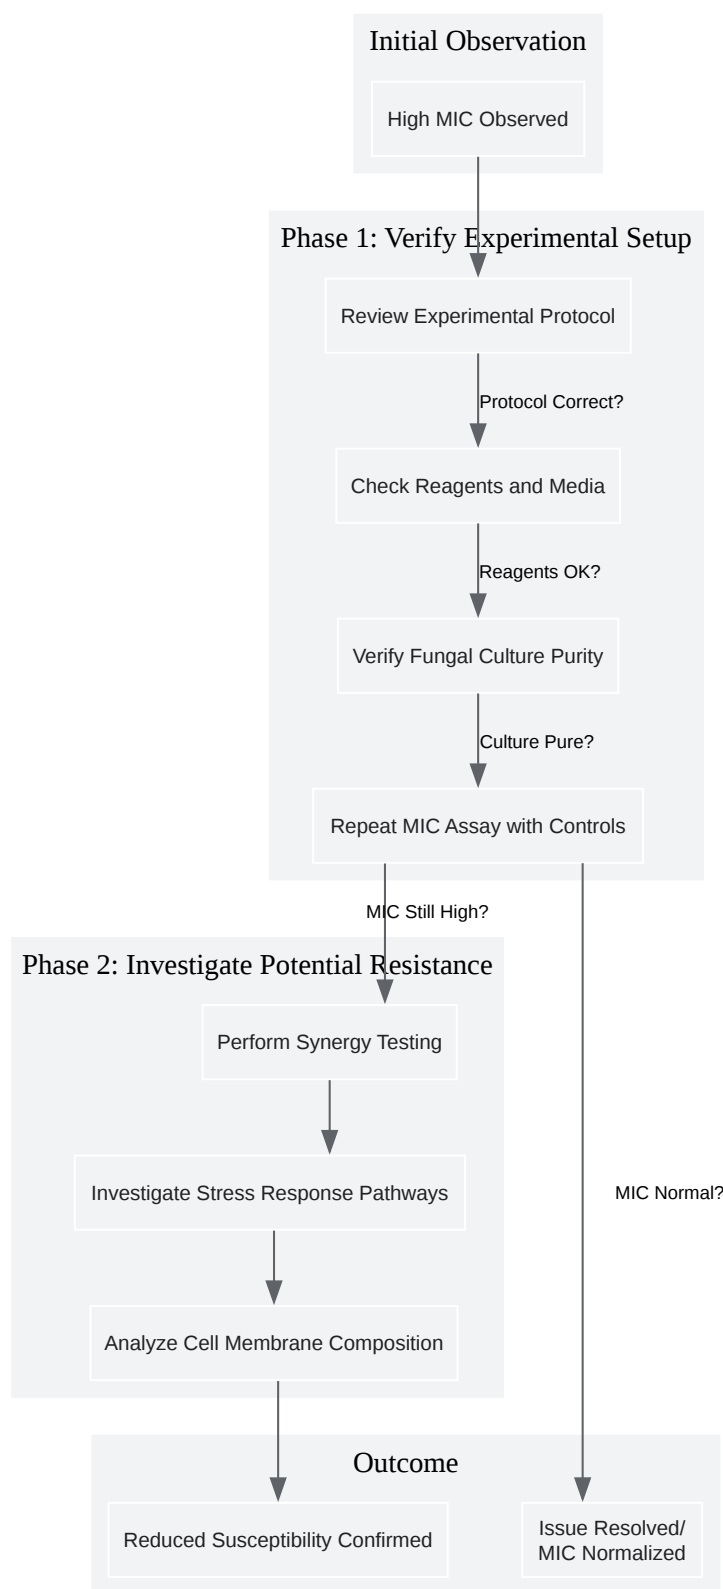 Initial Observation
High MIC Observed
Phase 1: Verify Experimental Setup
Review Experimental Protocol
Protocol Correct?
Check Reagents and Media
Reagents OK?
Verify Fungal Culture Purity
Culture Pure?
Repeat MIC Assay with Controls
MIC Still High?
Phase 2: Investigate Potential Resistance
Perform Synergy Testing
Investigate Stress Response Pathways
MIC Normal?
Analyze Cell Membrane Composition
Outcome
Reduced Susceptibility Confirmed
Issue Resolved/
MIC Normalized